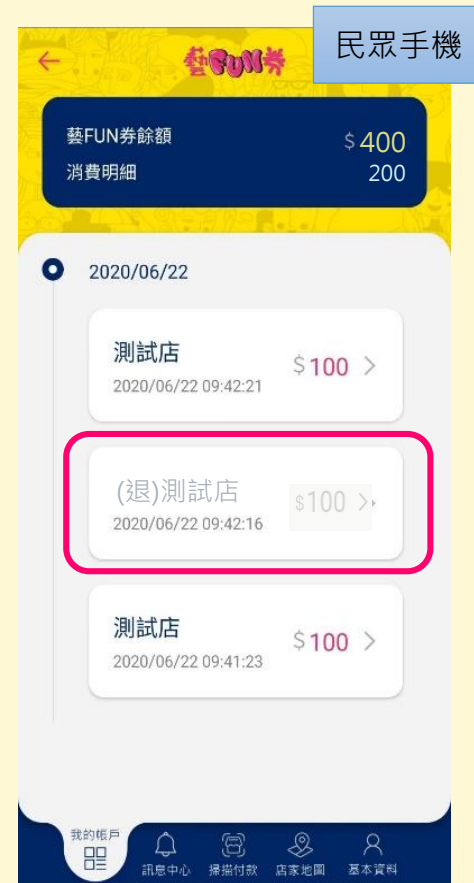 民眾手機
藝FUN券
藝FUN券餘額 $400
消費明細 200
2020/06/22
測試店
$100
2020/06/22 09:42:21
(退)測試店
$100
2020/06/22 09:42:16
測試店
$100
2020/06/22 09:41:23
我的帳戶 訊息中心 掃描付款 店家地圖 基本資料